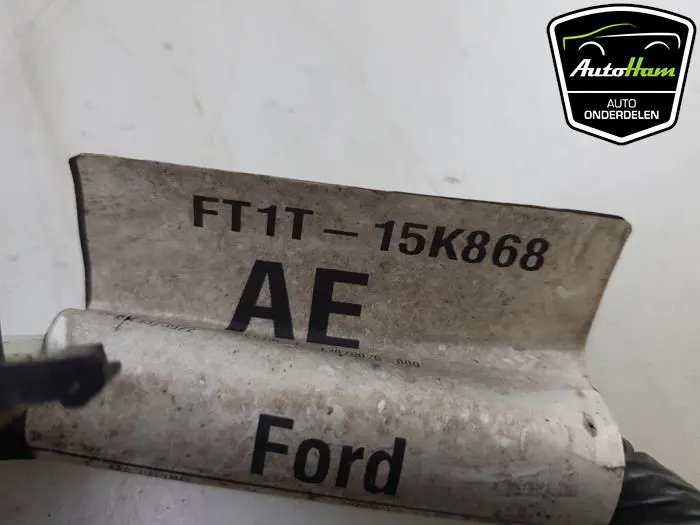 AutoHam
AUTO
ONDERDELEN
FT1T - 15K868
AE
Ford